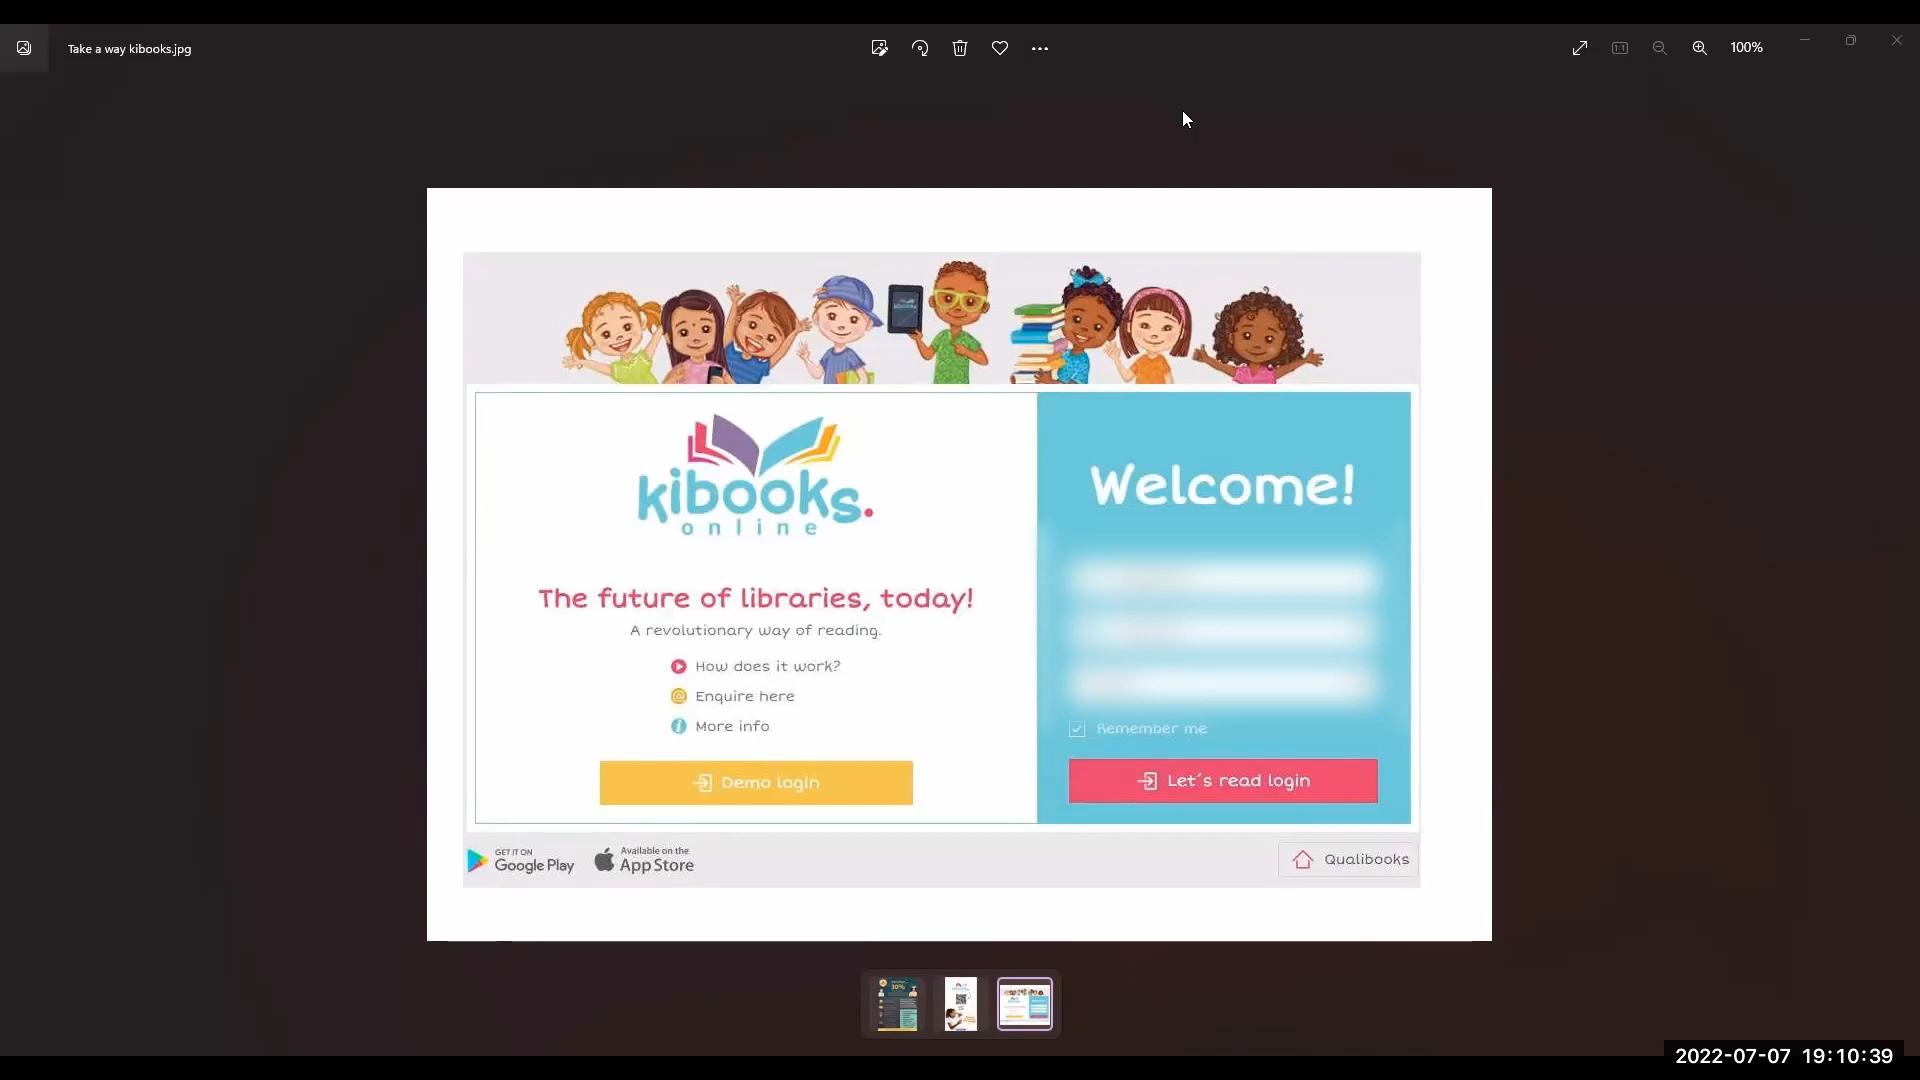 Take a way kibooks.jpg
100%
kibooks.
online
The future of libraries, today!
A revolutionary way of reading.
How does it work?
Enquire here
More info
Demo login
Welcome!
Remember me
Let's read login
GET IT ON
Google Play
Available on the
App Store
Qualibooks
30%
2022-07-07 19:10:39